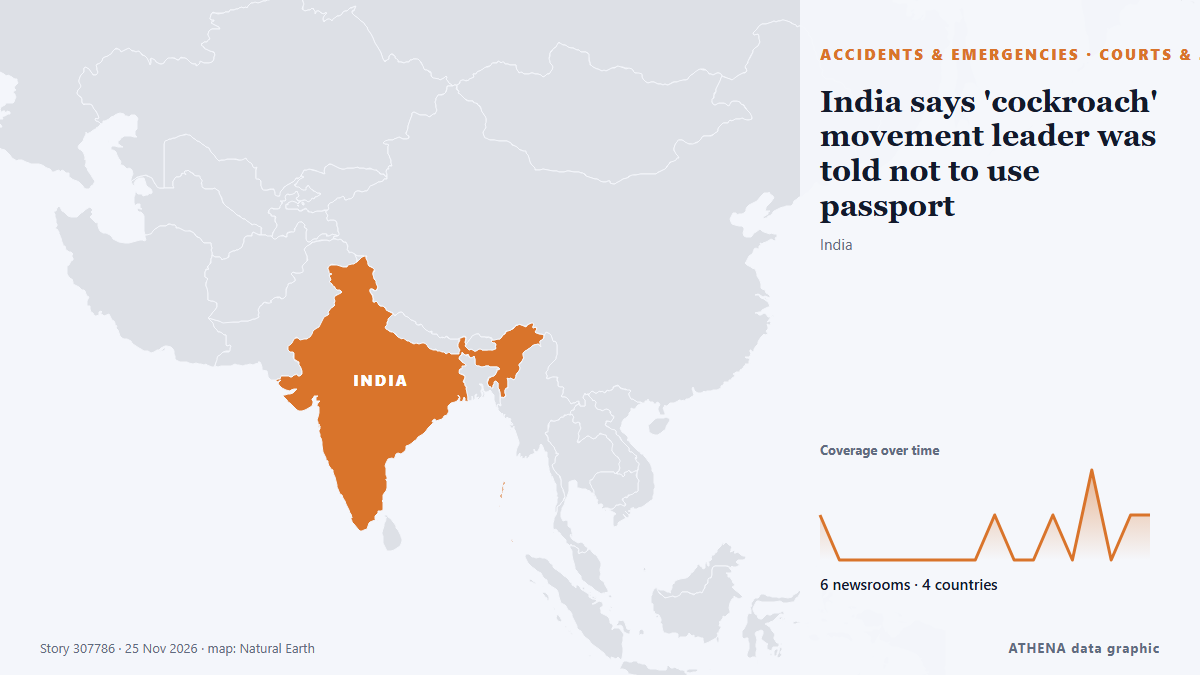 ACCIDENTS & EMERGENCIES · COURTS &
India says 'cockroach'
movement leader was
told not to use
passport
India
INDIA
Coverage over time
6 newsrooms · 4 countries
Story 307786 · 25 Nov 2026 · map: Natural Earth
ATHENA data graphic